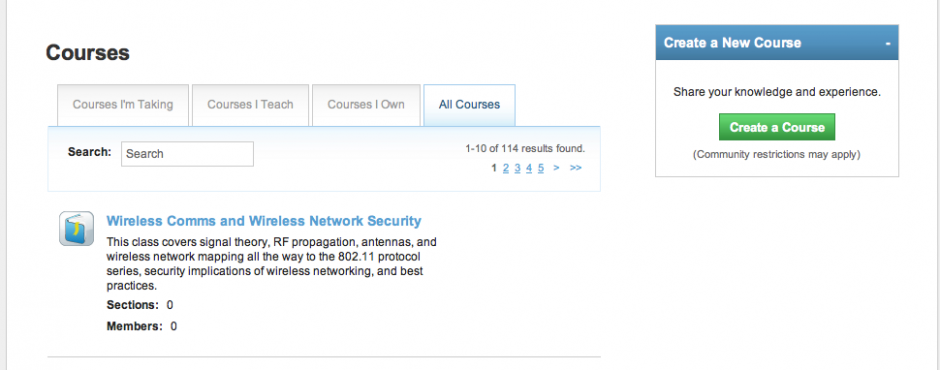 Courses
Courses I'm Taking
Courses I Teach
Courses I Own
All Courses
Search: Search
1-10 of 114 results found.
1 2 3 4 5 > >>
Wireless Comms and Wireless Network Security
This class covers signal theory, RF propagation, antennas, and
wireless network mapping all the way to the 802.11 protocol
series, security implications of wireless networking, and best
practices.
Sections: 0
Members: 0
Create a New Course -
Share your knowledge and experience.
Create a Course
(Community restrictions may apply)